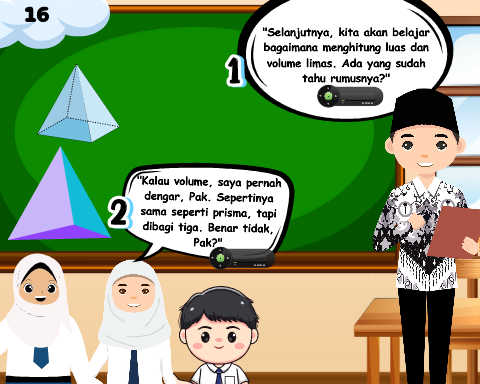 16
1
"Selanjutnya, kita akan belajar
bagaimana menghitung luas dan
volume limas. Ada yang sudah
tahu rumusnya?"
2
"Kalau volume, saya pernah
dengar, Pak. Sepertinya
sama seperti prisma, tapi
dibagi tiga. Benar tidak,
Pak?"